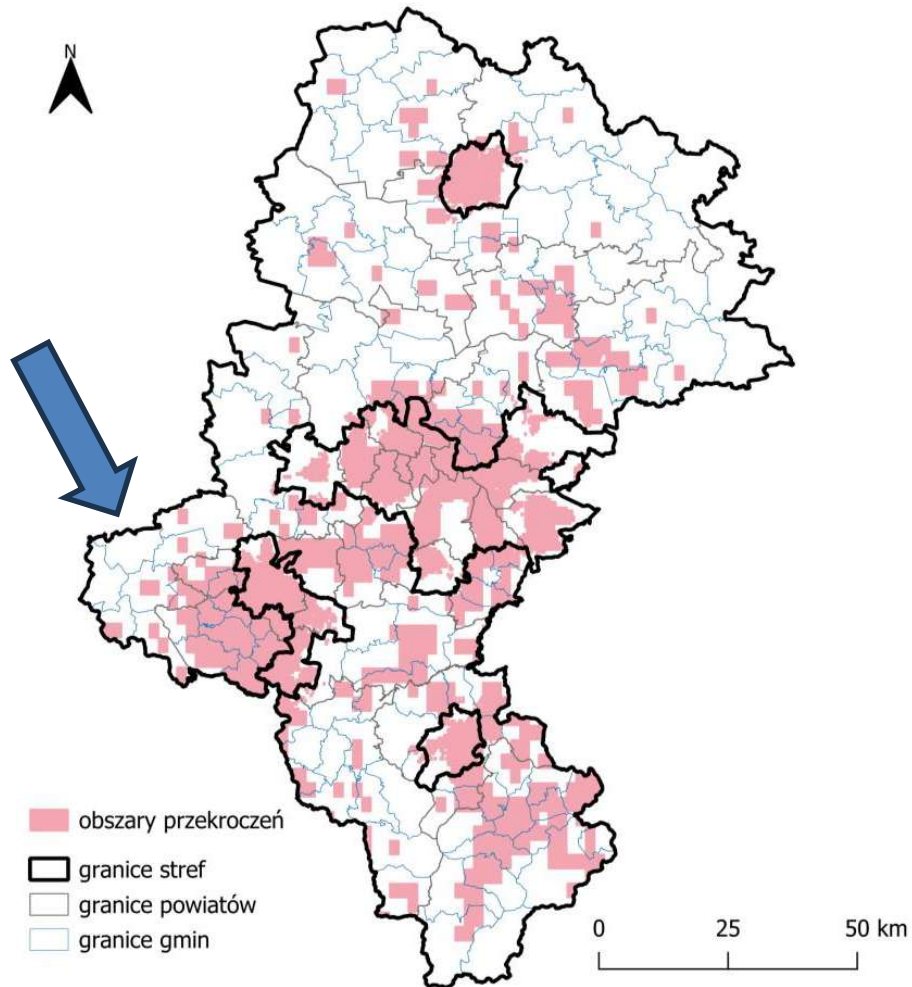 N
obszary przekroczeń
granice stref
granice powiatów
granice gmin
0 25 50 km